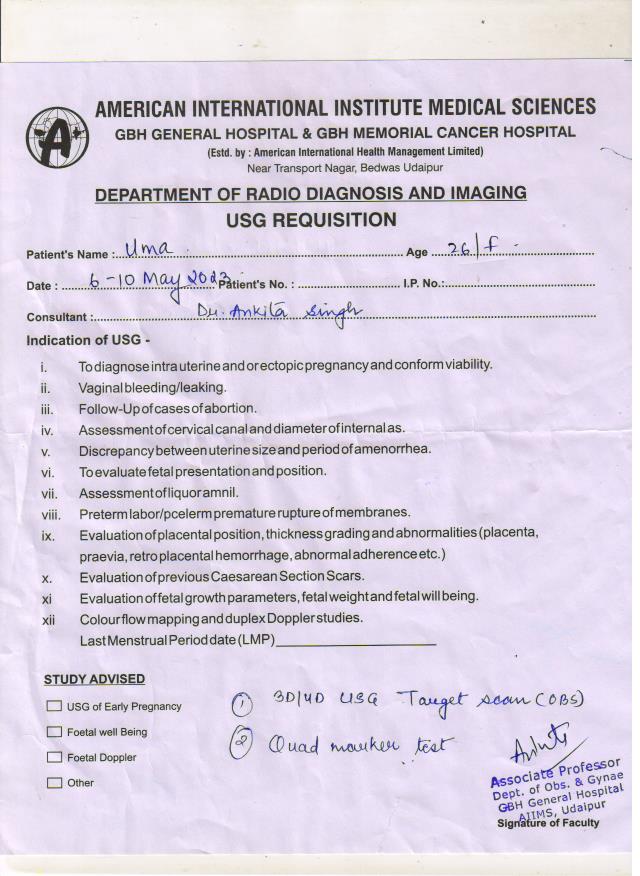 AMERICAN INTERNATIONAL INSTITUTE MEDICAL SCIENCES
GBH GENERAL HOSPITAL & GBH MEMORIAL CANCER HOSPITAL
(Estd. by : American International Health Management Limited)
Near Transport Nagar, Bedwas Udaipur
DEPARTMENT OF RADIO DIAGNOSIS AND IMAGING
USG REQUISITION
Patient's Name : Uma Age 26/f
Date : 6-10 May 2023 Patient's No. : I.P. No.:
Consultant : Dr. Ankita Singh
Indication of USG -
i. To diagnose intra uterine and or ectopic pregnancy and conform viability.
ii. Vaginal bleeding/leaking.
iii. Follow-Up of cases of abortion.
iv. Assessment of cervical canal and diameter of internal as.
v. Discrepancy between uterine size and period of amenorrhea.
vi. To evaluate fetal presentation and position.
vii. Assessment of liquor amnil.
viii. Preterm labor/pcelerm premature rupture of membranes.
ix. Evaluation of placental position, thickness grading and abnormalities (placenta,
praevia, retro placental hemorrhage, abnormal adherence etc.)
x. Evaluation of previous Caesarean Section Scars.
xi Evaluation of fetal growth parameters, fetal weight and fetal will being.
xii Colour flow mapping and duplex Doppler studies.
Last Menstrual Period date (LMP)
STUDY ADVISED
USG of Early Pregnancy
Foetal well Being
Foetal Doppler
Other
1 3D/4D USG Target scan (OBS)
2 Quad marker test
Associate Professor
Dept. of Obs. & Gynae
GBH General Hospital
AIIMS, Udaipur
Signature of Faculty